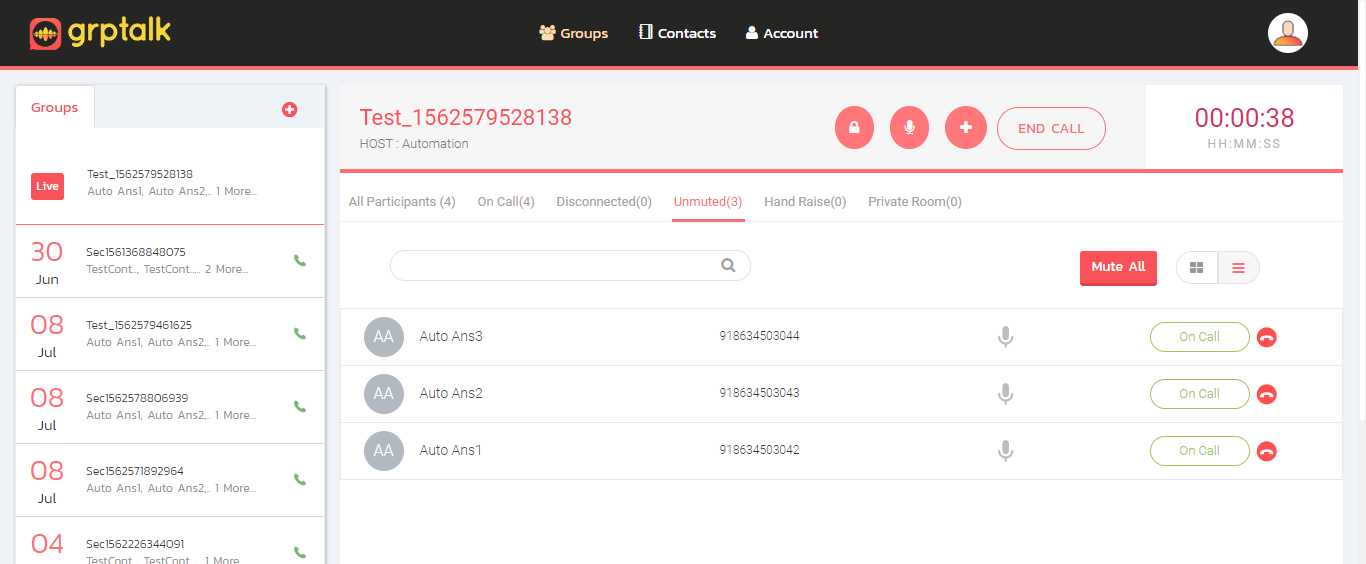 grptalk
Groups Contacts Account
Groups
Live
Test_1562579528138
Auto Ans1, Auto Ans2,.. 1 More...
30
Jun
Sec1561368848075
TestCont.., TestCont..,.. 2 More...
08
Jul
Test_1562579461625
Auto Ans1, Auto Ans2,.. 1 More...
08
Jul
Sec1562578806939
Auto Ans1, Auto Ans2,.. 1 More...
08
Jul
Sec1562571892964
Auto Ans1, Auto Ans2,.. 1 More...
04
Sec1562226344091
TestCont.., TestCont..,.. 1 More...
Test_1562579528138
HOST : Automation
END CALL
00:00:38
HH:MM:SS
All Participants (4) On Call(4) Disconnected(0) Unmuted(3) Hand Raise(0) Private Room(0)
Mute All
AA Auto Ans3 918634503044 On Call
AA Auto Ans2 918634503043 On Call
AA Auto Ans1 918634503042 On Call